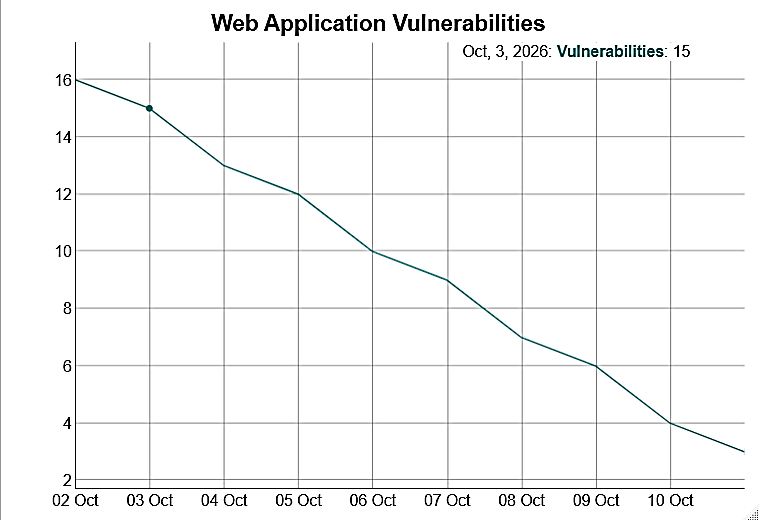 Web Application Vulnerabilities
Oct, 3, 2026: Vulnerabilities: 15
16
14
12
10
8
6
4
2
02 Oct 03 Oct 04 Oct 05 Oct 06 Oct 07 Oct 08 Oct 09 Oct 10 Oct